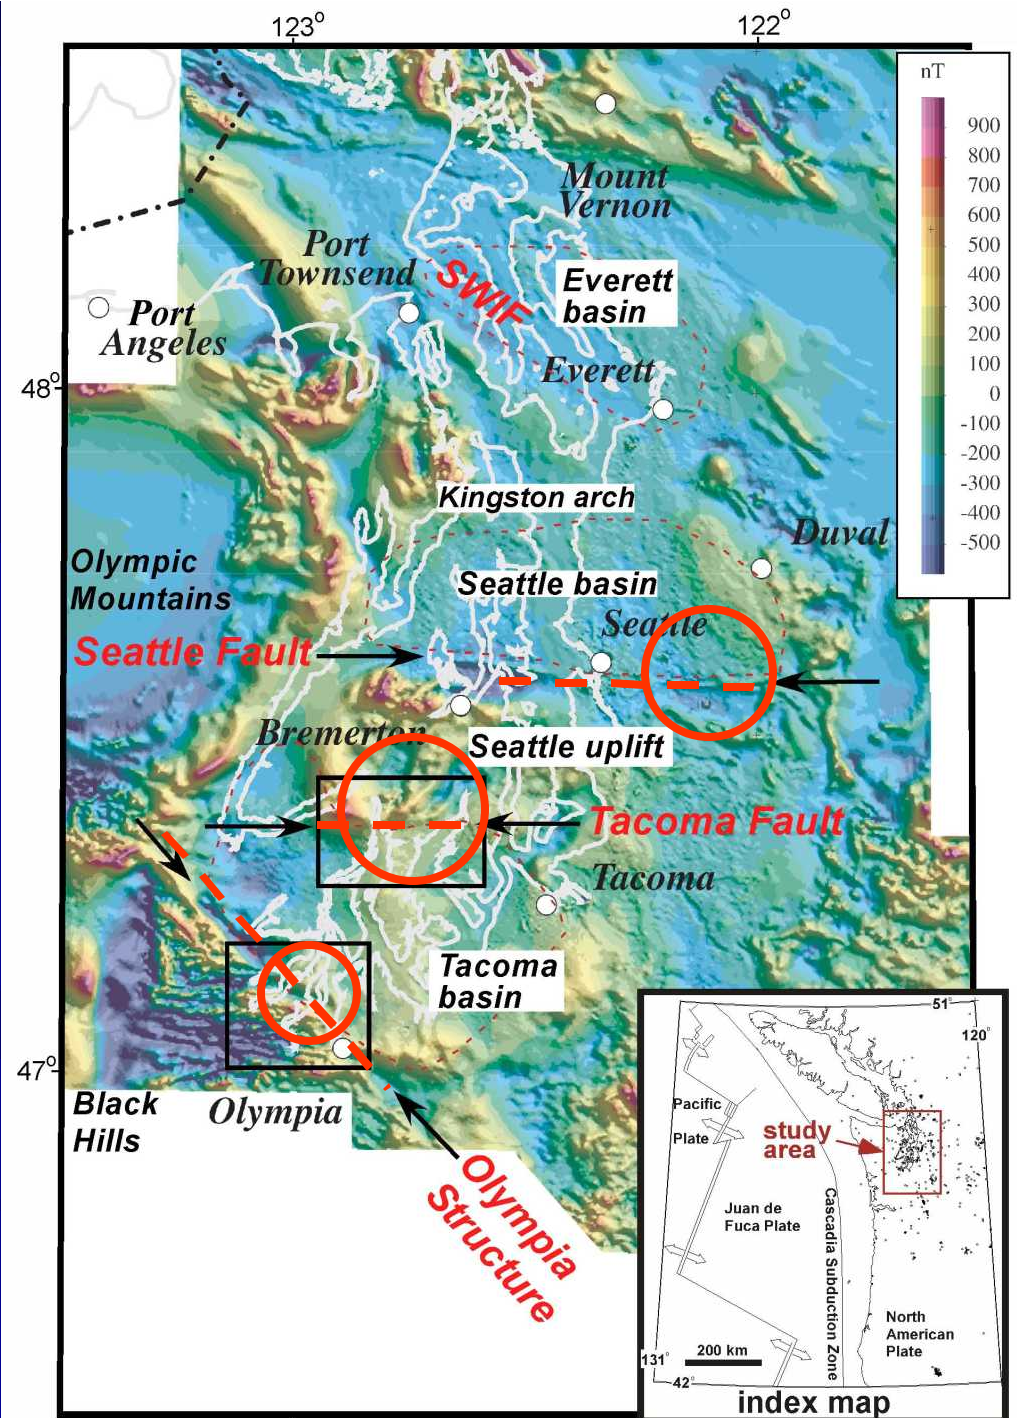 123°
122°
nT
900
800
700
600
500
400
300
200
100
0
-100
-200
-300
-400
-500
Mount
Vernon
Port
Townsend
SWIF
Everett
basin
Port
Angeles
Everett
48°
Kingston arch
Duval
Olympic
Mountains
Seattle basin
Seattle
Seattle Fault
Bremerton
Seattle uplift
Tacoma Fault
Tacoma
Tacoma
basin
47°
Black
Hills
Olympia
Olympia
Structure
51°
120°
Pacific
Plate
study
area
Juan de
Fuca Plate
Cascadia Subduction Zone
North
American
Plate
200 km
131°
42°
index map